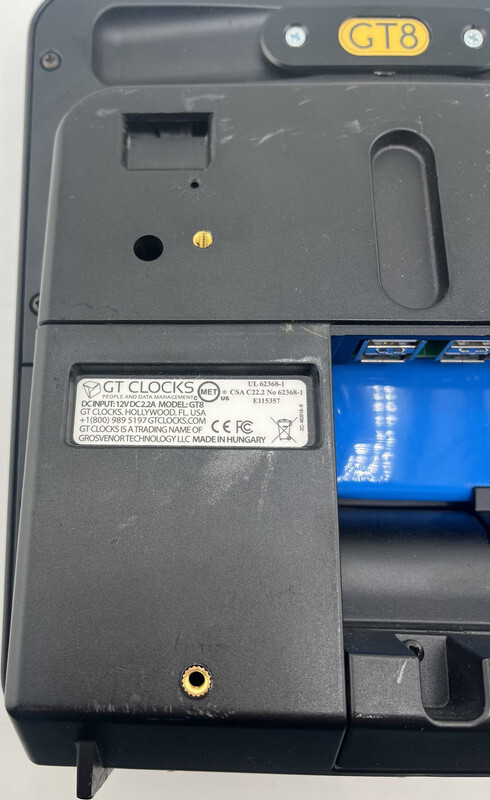 GT8
GT CLOCKS
PEOPLE AND DATA MANAGEMENT
MET
®
US
UL 62368-1
CSA C22.2 No 62368-1
E115357
DC INPUT: 12V DC 2.2A MODEL: GT8
GT CLOCKS. HOLLYWOOD. FL. USA
+1(800) 989 5197 GTCLOCKS.COM
GT CLOCKS IS A TRADING NAME OF
GROSVENOR TECHNOLOGY LLC MADE IN HUNGARY
CE FC